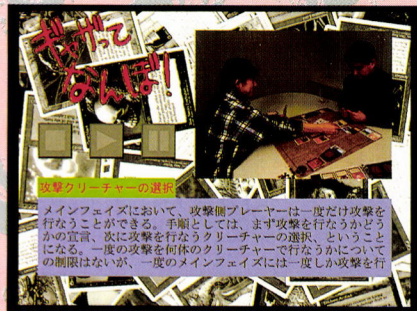 ギャザって
なんぼ!
攻撃クリーチャーの選択
メインフェイズにおいて、攻撃側プレーヤーは一度だけ攻撃を
行なうことができる。手順としては、まず攻撃を行なうかどう
かの宣言、次に攻撃を行なうクリーチャーの選択、ということ
になる。一度の攻撃を何体のクリーチャーで行なうかについて
の制限はないが、一度のメインフェイズには一度しか攻撃を行